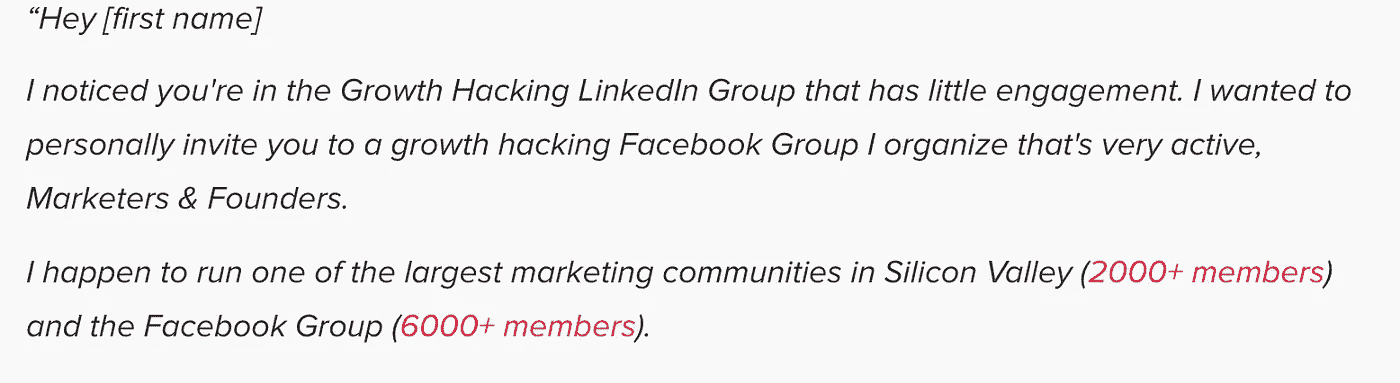 “Hey [first name]
I noticed you're in the Growth Hacking LinkedIn Group that has little engagement. I wanted to
personally invite you to a growth hacking Facebook Group I organize that's very active,
Marketers & Founders.
I happen to run one of the largest marketing communities in Silicon Valley (2000+ members)
and the Facebook Group (6000+ members).